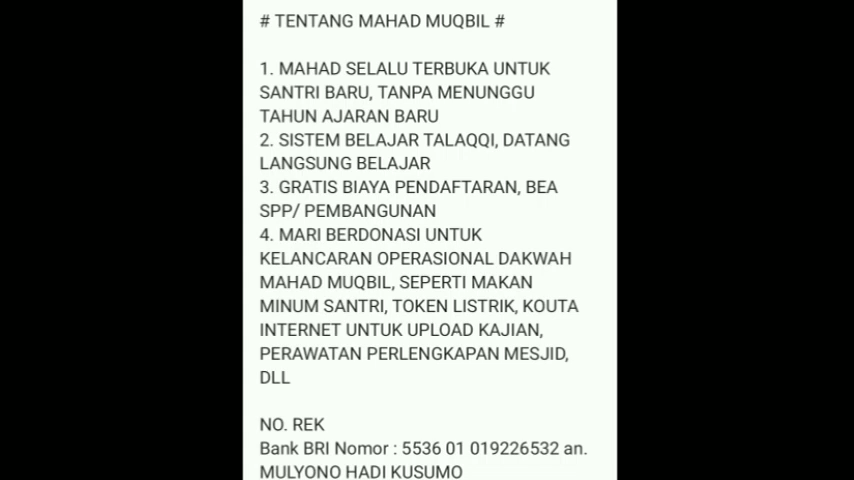 # TENTANG MAHAD MUQBIL #
1. MAHAD SELALU TERBUKA UNTUK
SANTRI BARU, TANPA MENUNGGU
TAHUN AJARAN BARU
2. SISTEM BELAJAR TALAQQI, DATANG
LANGSUNG BELAJAR
3. GRATIS BIAYA PENDAFTARAN, BEA
SPP/ PEMBANGUNAN
4. MARI BERDONASI UNTUK
KELANCARAN OPERASIONAL DAKWAH
MAHAD MUQBIL, SEPERTI MAKAN
MINUM SANTRI, TOKEN LISTRIK, KOUTA
INTERNET UNTUK UPLOAD KAJIAN,
PERAWATAN PERLENGKAPAN MESJID,
DLL
NO. REK
Bank BRI Nomor : 5536 01 019226532 an.
MULYONO HADI KUSUMO